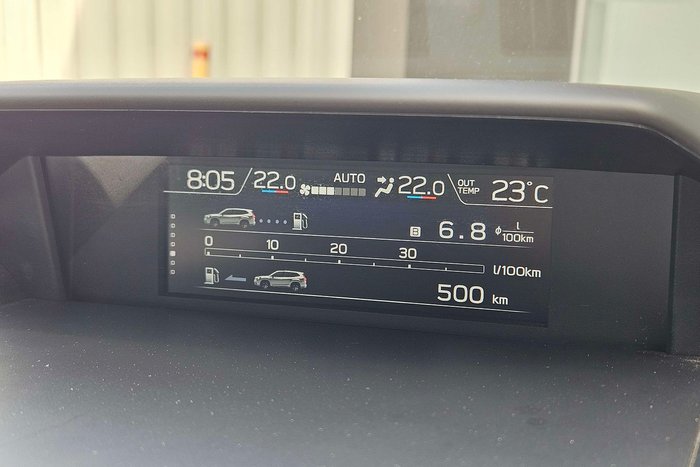 8:05 22.0 AUTO 22.0 OUT TEMP 23°C
B 6.8 ϕ l/100km
0 10 20 30 l/100km
500 km